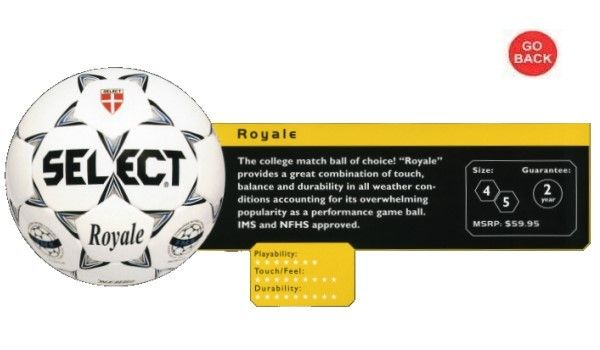 GO
BACK
SELECT
SELECT
Royale
Royale
The college match ball of choice! “Royale”
provides a great combination of touch,
balance and durability in all weather con-
ditions accounting for its overwhelming
popularity as a performance game ball.
IMS and NFHS approved.
Size: Guarantee:
4 5 2
year
MSRP: $59.95
Playability:
Touch/Feel:
Durability: